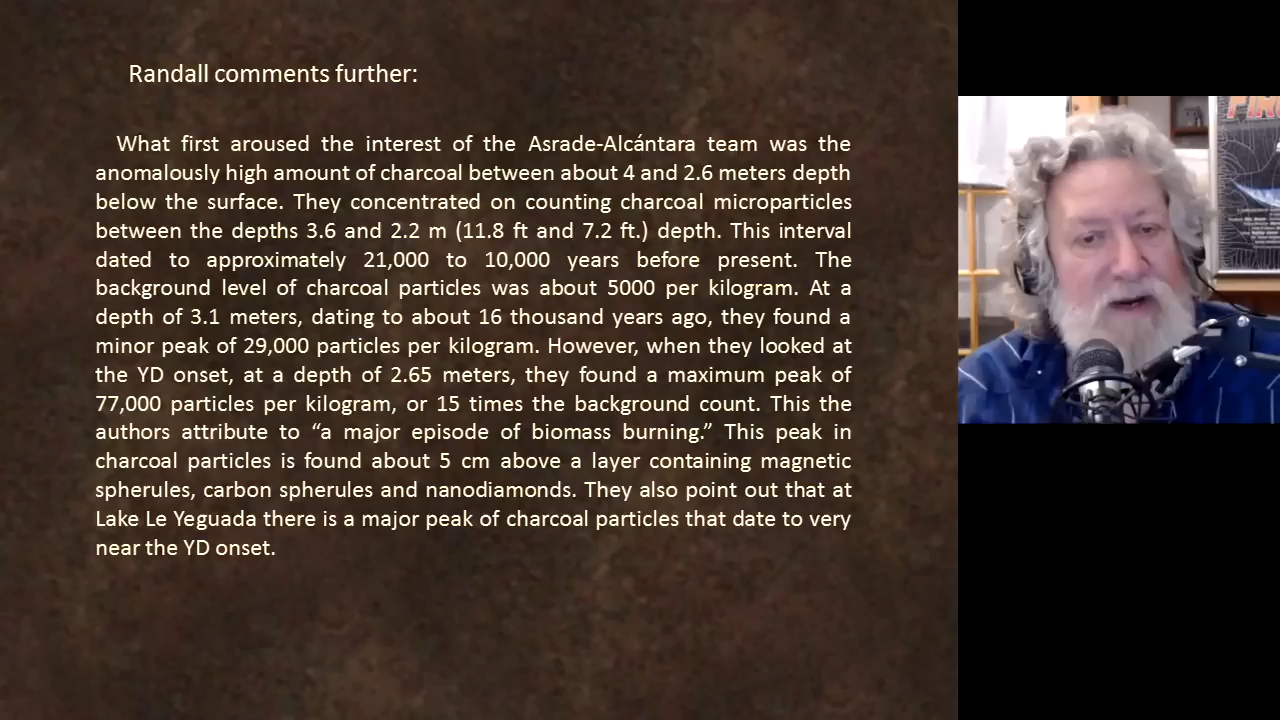 Randall comments further:
What first aroused the interest of the Asrade-Alcántara team was the
anomalously high amount of charcoal between about 4 and 2.6 meters depth
below the surface. They concentrated on counting charcoal microparticles
between the depths 3.6 and 2.2 m (11.8 ft and 7.2 ft.) depth. This interval
dated to approximately 21,000 to 10,000 years before present. The
background level of charcoal particles was about 5000 per kilogram. At a
depth of 3.1 meters, dating to about 16 thousand years ago, they found a
minor peak of 29,000 particles per kilogram. However, when they looked at
the YD onset, at a depth of 2.65 meters, they found a maximum peak of
77,000 particles per kilogram, or 15 times the background count. This the
authors attribute to “a major episode of biomass burning.” This peak in
charcoal particles is found about 5 cm above a layer containing magnetic
spherules, carbon spherules and nanodiamonds. They also point out that at
Lake Le Yeguada there is a major peak of charcoal particles that date to very
near the YD onset.